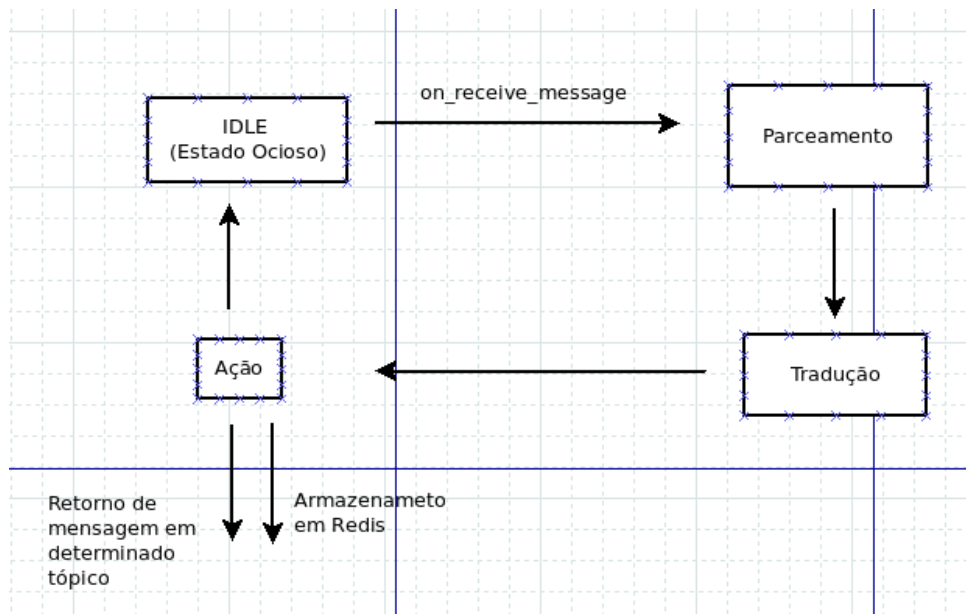 IDLE
(Estado Ocioso)
on_receive_message
Parceamento
Ação
Tradução
Retorno de
mensagem em
determinado
tópico
Armazenameto
em Redis